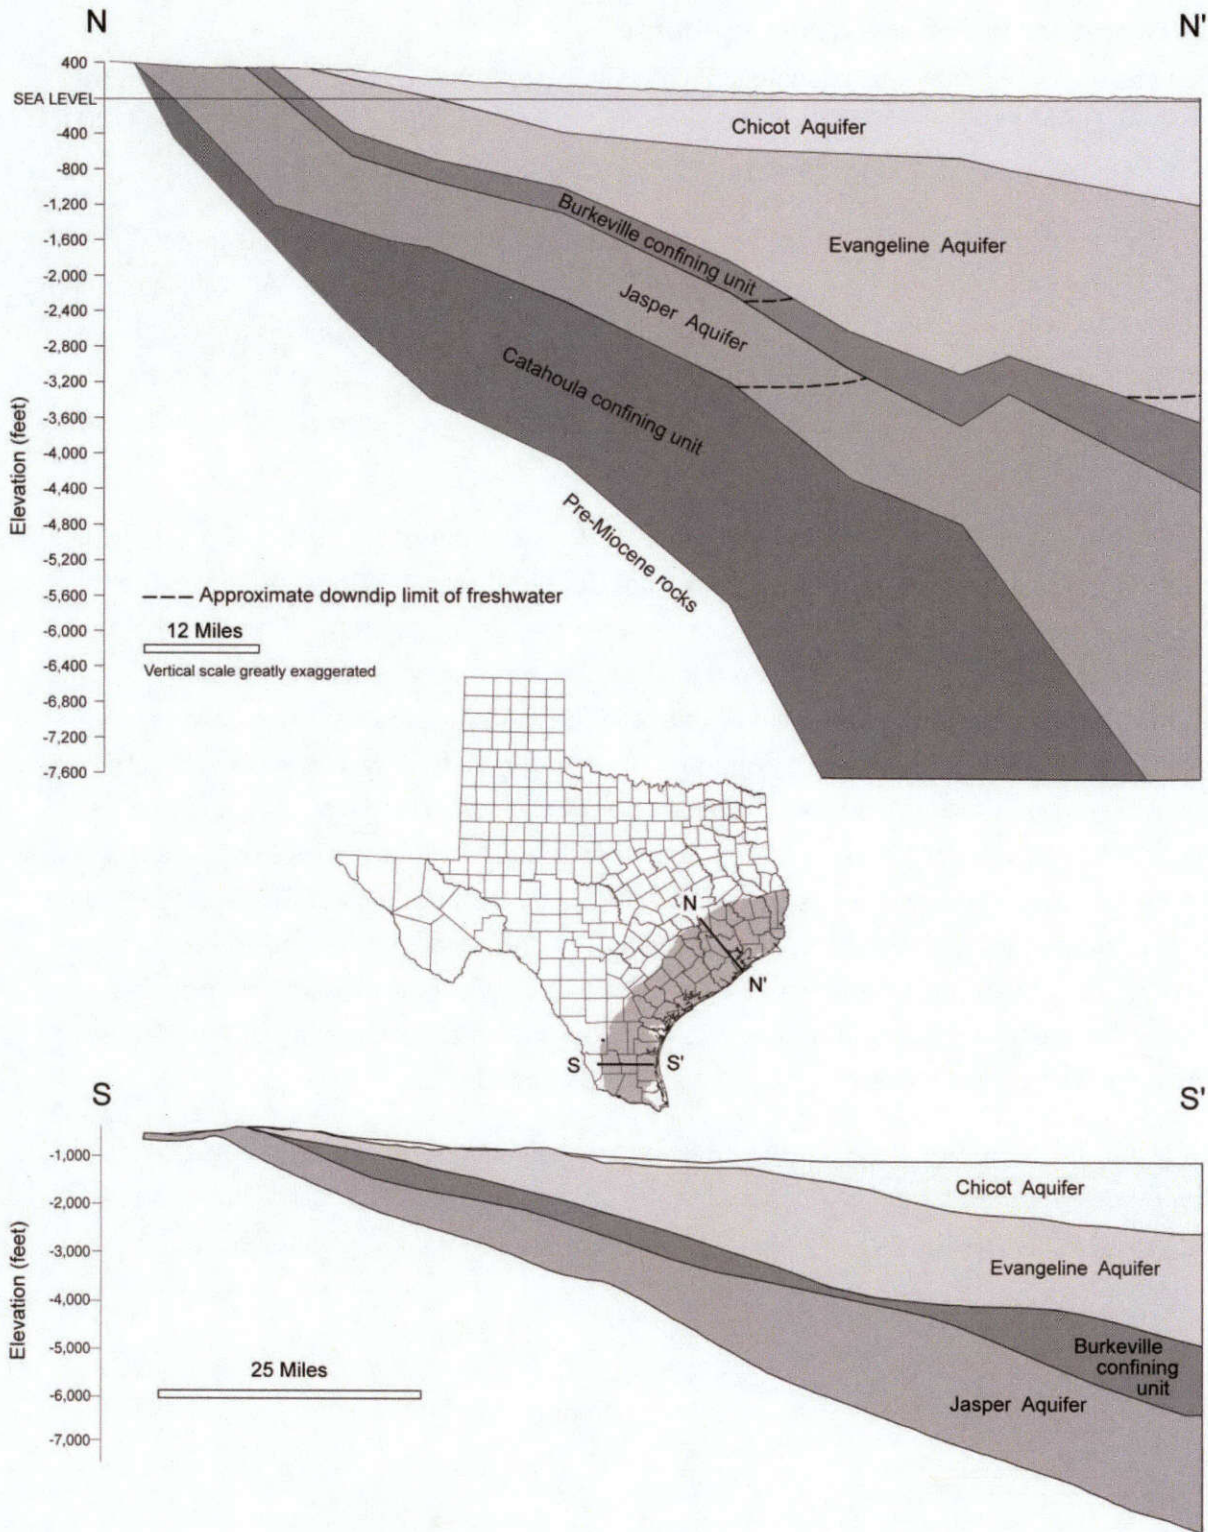 N
N'
400
SEA LEVEL
-400
-800
-1,200
-1,600
-2,000
-2,400
-2,800
-3,200
-3,600
-4,000
-4,400
-4,800
-5,200
-5,600
-6,000
-6,400
-6,800
-7,200
-7,600
Elevation (feet)
Chicot Aquifer
Evangeline Aquifer
Burkeville confining unit
Jasper Aquifer
Catahoula confining unit
Pre-Miocene rocks
Approximate downdip limit of freshwater
12 Miles
Vertical scale greatly exaggerated
N
N'
S
S'
S
S'
-1,000
-2,000
-3,000
-4,000
-5,000
-6,000
-7,000
Elevation (feet)
Chicot Aquifer
Evangeline Aquifer
Burkeville
confining
unit
Jasper Aquifer
25 Miles